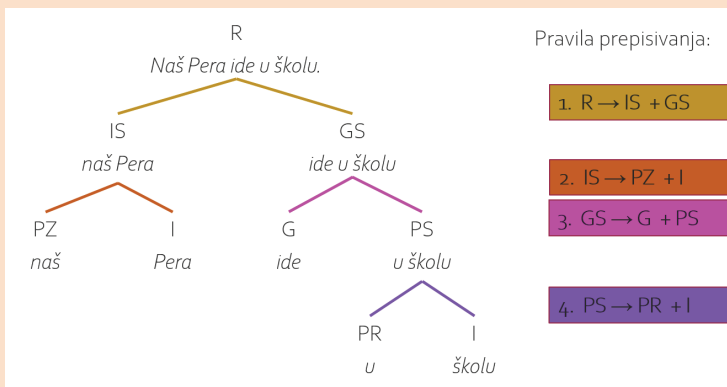 R
Naš Pera ide u školu.
IS GS
naš Pera ide u školu
PZ I G PS
naš Pera ide u školu
PR I
u školu
Pravila prepisivanja:
1. R → IS + GS
2. IS → PZ + I
3. GS → G + PS
4. PS → PR + I